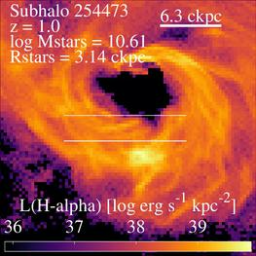 Subhalo 254473
6.3 ckpc
z = 1.0
log Mstars = 10.61
Rstars = 3.14 ckpc
L(H-alpha) [log erg s⁻¹ kpc⁻²]
36 37 38 39